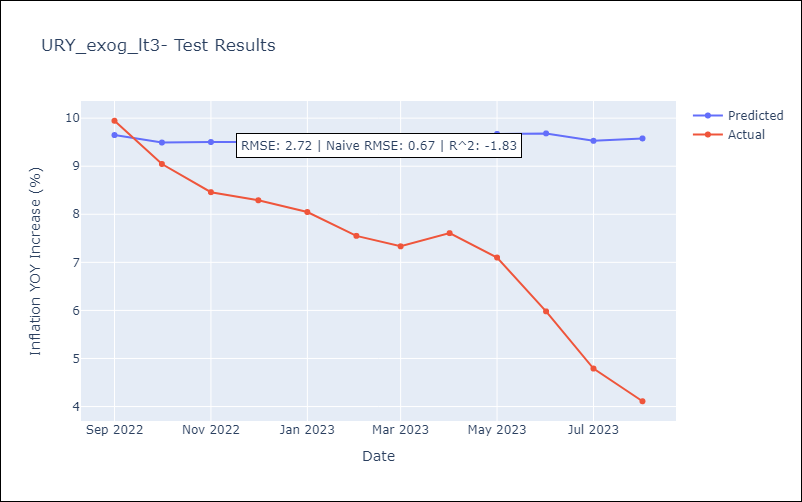 URY_exog_lt3- Test Results
Predicted
Actual
RMSE: 2.72 | Naive RMSE: 0.67 | R^2: -1.83
Inflation YOY Increase (%)
10
9
8
7
6
5
4
Sep 2022 Nov 2022 Jan 2023 Mar 2023 May 2023 Jul 2023
Date